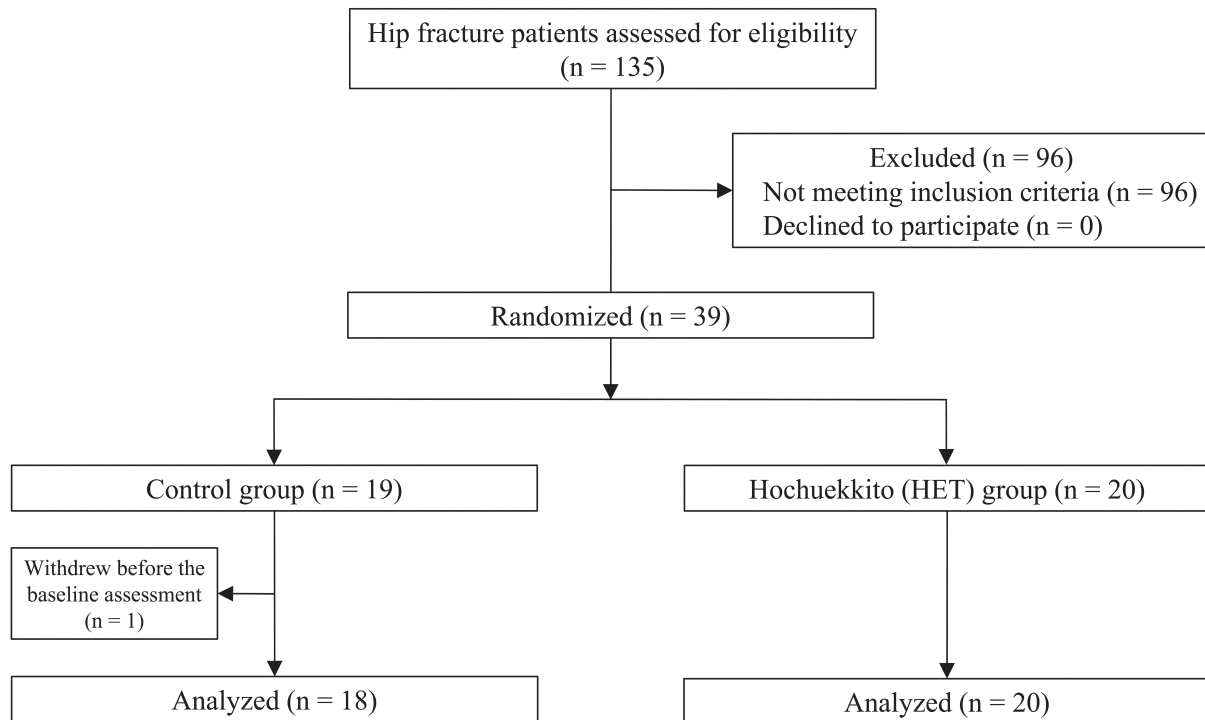 Hip fracture patients assessed for eligibility
(n = 135)
Excluded (n = 96)
Not meeting inclusion criteria (n = 96)
Declined to participate (n = 0)
Randomized (n = 39)
Control group (n = 19)
Hochuekkito (HET) group (n = 20)
Withdrew before the
baseline assessment
(n = 1)
Analyzed (n = 18)
Analyzed (n = 20)